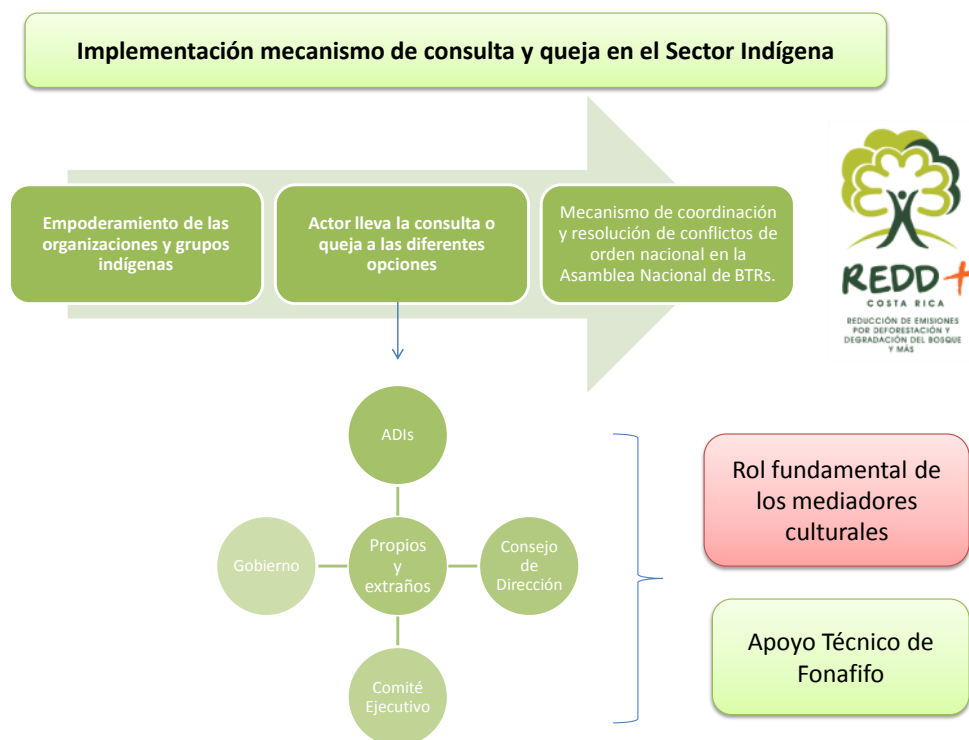 Implementación mecanismo de consulta y queja en el Sector Indígena
Empoderamiento de las
organizaciones y grupos
indígenas
Actor lleva la consulta o
queja a las diferentes
opciones
Mecanismo de coordinación
y resolución de conflictos de
orden nacional en la
Asamblea Nacional de BTRs.
REDD+
COSTA RICA
REDUCCIÓN DE EMISIONES
POR DEFORESTACIÓN Y
DEGRADACIÓN DEL BOSQUE
Y MÁS
ADIs
Gobierno
Propios
y
extraños
Consejo
de
Dirección
Comité
Ejecutivo
Rol fundamental de
los mediadores
culturales
Apoyo Técnico de
Fonafifo